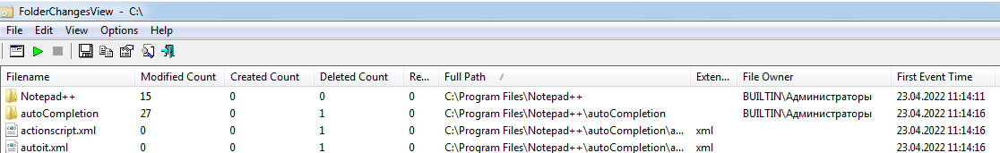 FolderChangesView - C:\
File Edit View Options Help
Filename Modified Count Created Count Deleted Count Re... Full Path Exten... File Owner First Event Time
Notepad++ 15 0 0 0 C:\Program Files\Notepad++ BUILTIN\Администраторы 23.04.2022 11:14:11
autoCompletion 27 0 1 0 C:\Program Files\Notepad++\autoCompletion BUILTIN\Администраторы 23.04.2022 11:14:16
actionscript.xml 0 0 1 0 C:\Program Files\Notepad++\autoCompletion\a... xml 23.04.2022 11:14:16
autoit.xml 0 0 1 0 C:\Program Files\Notepad++\autoCompletion\a... xml 23.04.2022 11:14:16